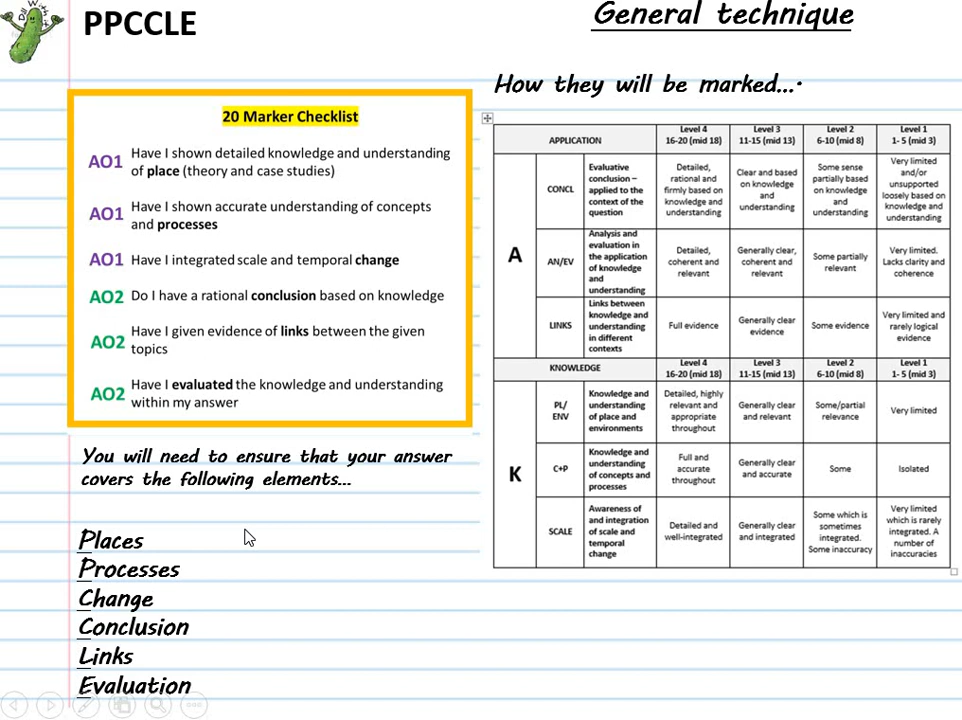 Dill With It
PPCCLE
General technique
How they will be marked....
20 Marker Checklist
AO1 Have I shown detailed knowledge and understanding
of place (theory and case studies)
AO1 Have I shown accurate understanding of concepts
and processes
AO1 Have I integrated scale and temporal change
AO2 Do I have a rational conclusion based on knowledge
AO2 Have I given evidence of links between the given
topics
AO2 Have I evaluated the knowledge and understanding
within my answer
You will need to ensure that your answer
covers the following elements...
Places
Processes
Change
Conclusion
Links
Evaluation
APPLICATION
Level 4
16-20 (mid 18)
Level 3
11-15 (mid 13)
Level 2
6-10 (mid 8)
Level 1
1- 5 (mid 3)
A
CONCL
Evaluative
conclusion –
applied to the
context of the
question
Detailed,
rational and
firmly based on
knowledge and
understanding
Clear and based
on knowledge
and
understanding
Some sense
partially based
on knowledge
and
understanding
Very limited
and/or
unsupported
loosely based on
knowledge and
understanding
AN/EV
Analysis and
evaluation in
the application
of knowledge
and
understanding
Detailed,
coherent and
relevant
Generally clear,
coherent and
relevant
Some partially
relevant
Very limited.
Lacks clarity and
coherence
LINKS
Links between
knowledge and
understanding
in different
contexts
Full evidence
Generally clear
evidence
Some evidence
Very limited and
rarely logical
evidence
KNOWLEDGE
Level 4
16-20 (mid 18)
Level 3
11-15 (mid 13)
Level 2
6-10 (mid 8)
Level 1
1- 5 (mid 3)
K
PL/
ENV
Knowledge and
understanding
of place and
environments
Detailed, highly
relevant and
appropriate
throughout
Generally clear
and relevant
Some/partial
relevance
Very limited
C+P
Knowledge and
understanding
of concepts and
processes
Full and
accurate
throughout
Generally clear
and accurate
Some
Isolated
SCALE
Awareness of
and integration
of scale and
temporal
change
Detailed and
well-integrated
Generally clear
and integrated
Some which is
sometimes
integrated.
Some inaccuracy
Very limited
which is rarely
integrated. A
number of
inaccuracies